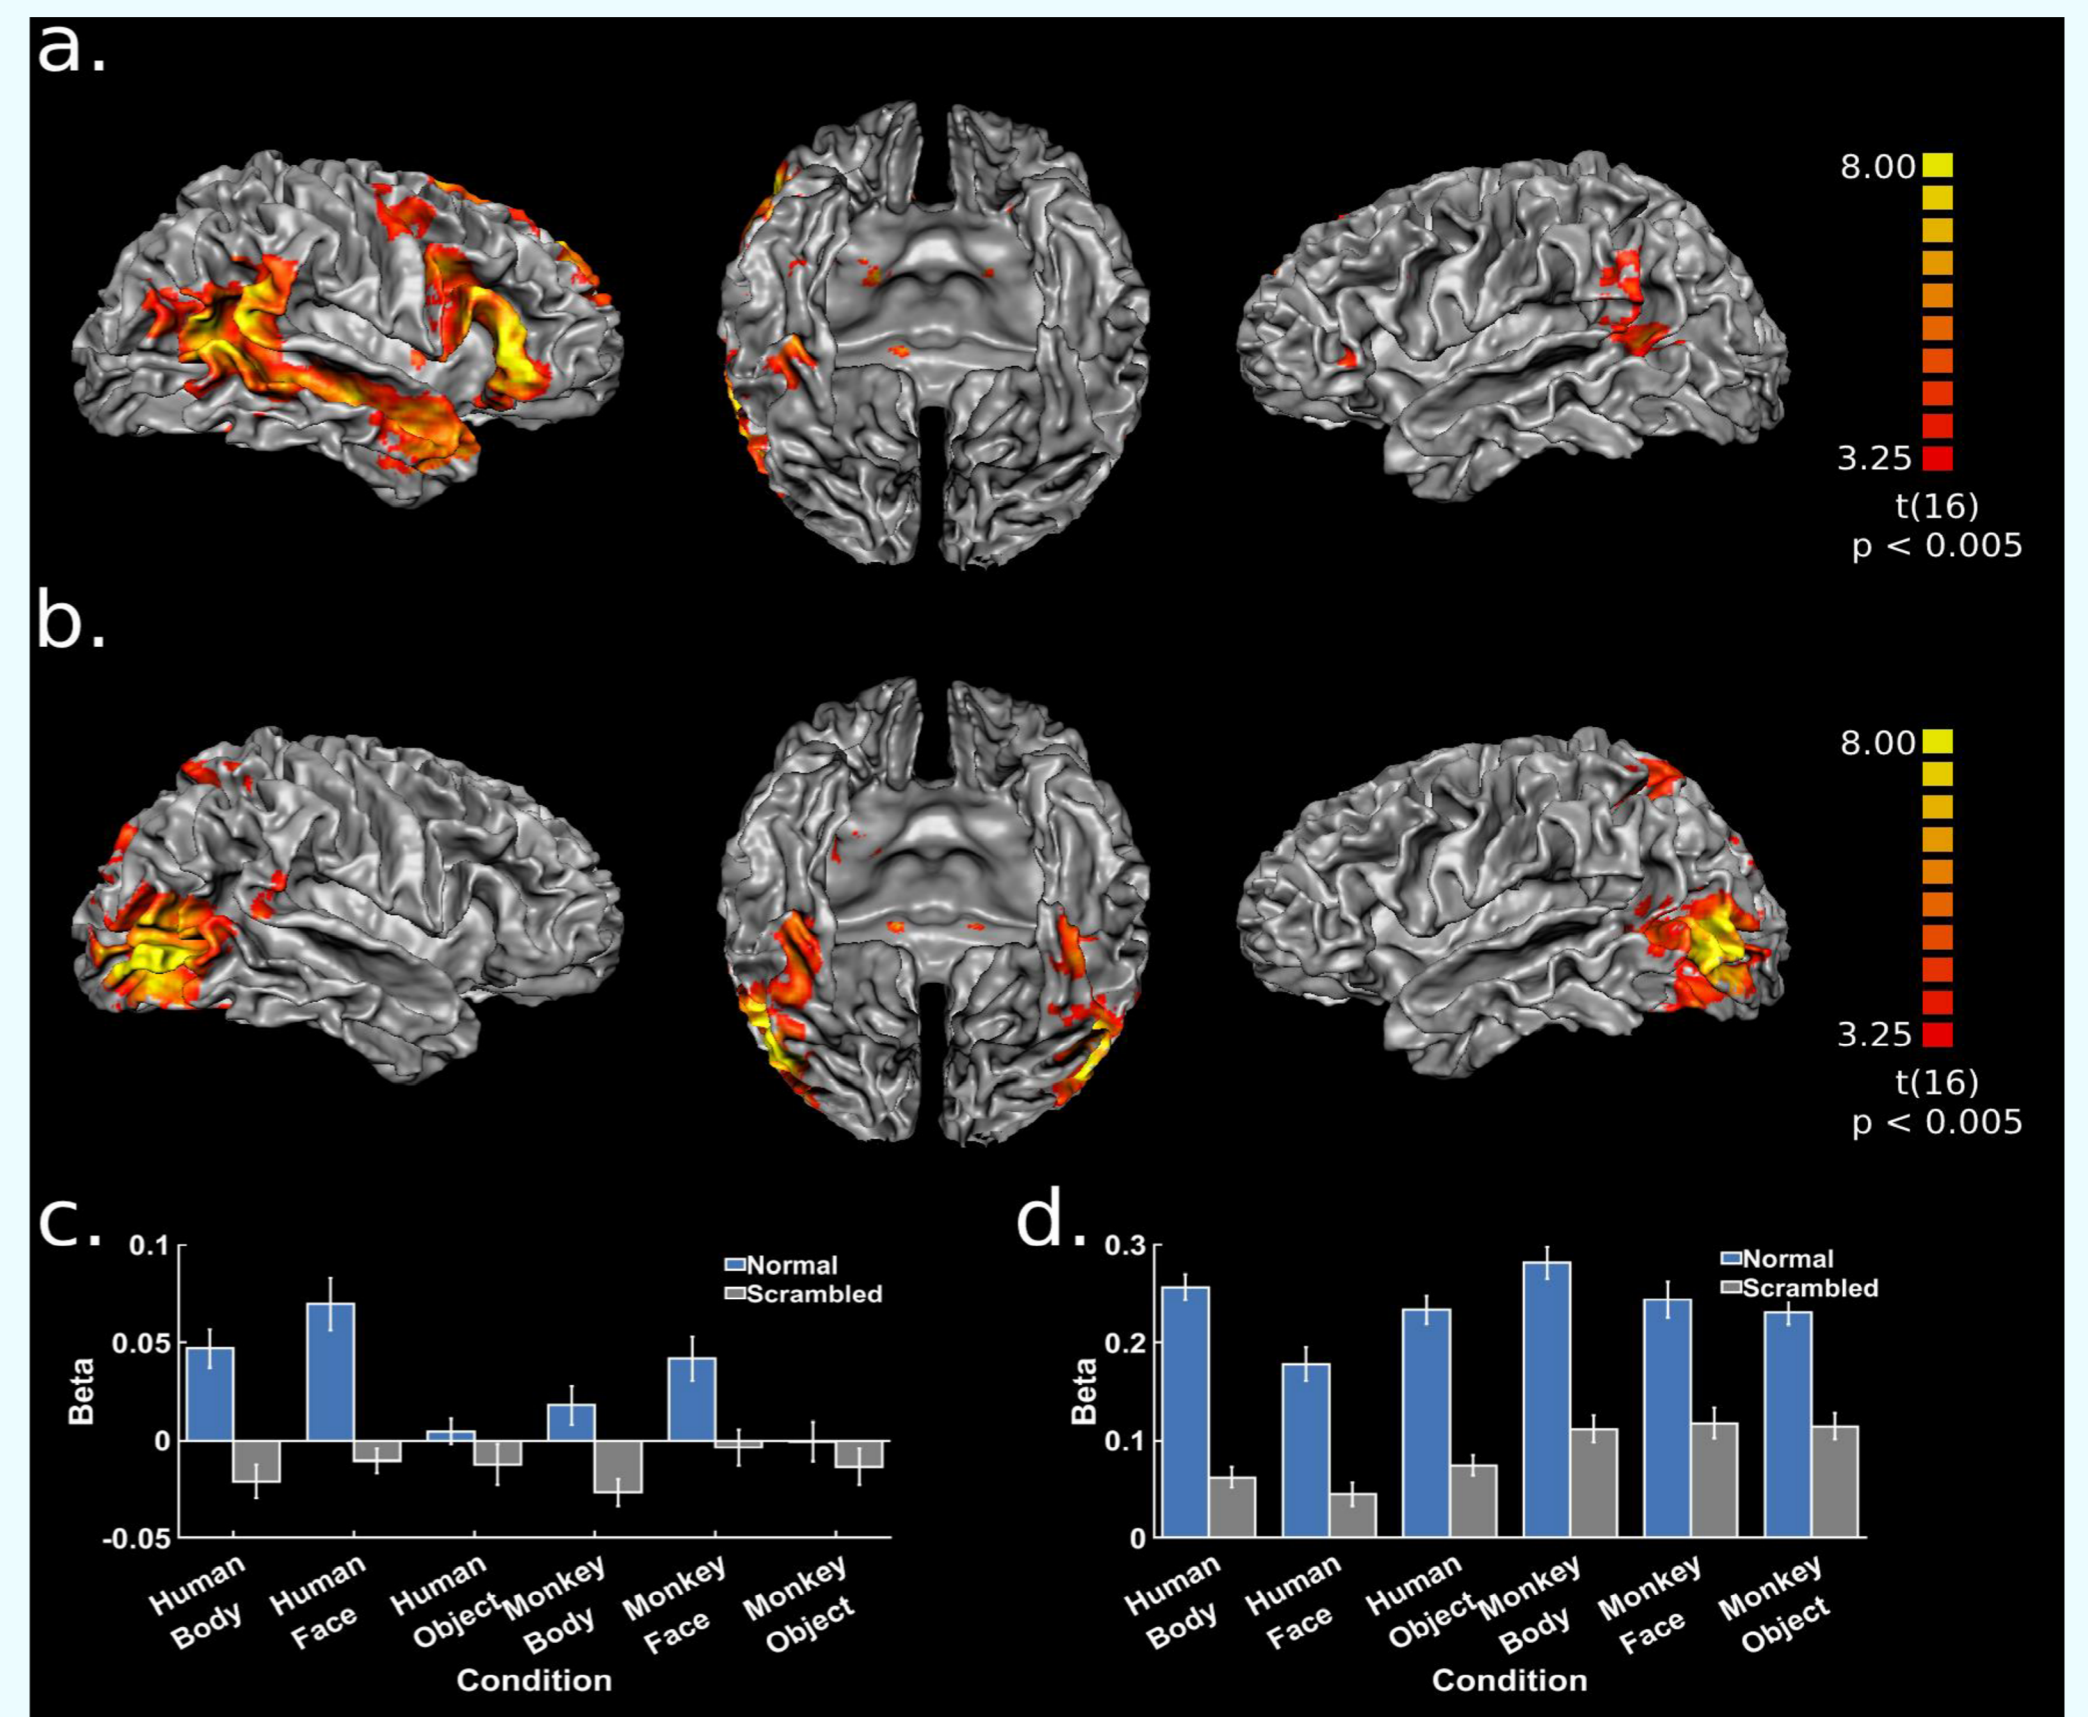 a.
8.00
3.25
t(16)
p < 0.005
b.
8.00
3.25
t(16)
p < 0.005
c.
0.1
0.05
0
-0.05
Beta
Normal
Scrambled
Human Body
Human Face
Human Object
Monkey Body
Monkey Face
Monkey Object
Condition
d.
0.3
0.2
0.1
0
Beta
Normal
Scrambled
Human Body
Human Face
Human Object
Monkey Body
Monkey Face
Monkey Object
Condition